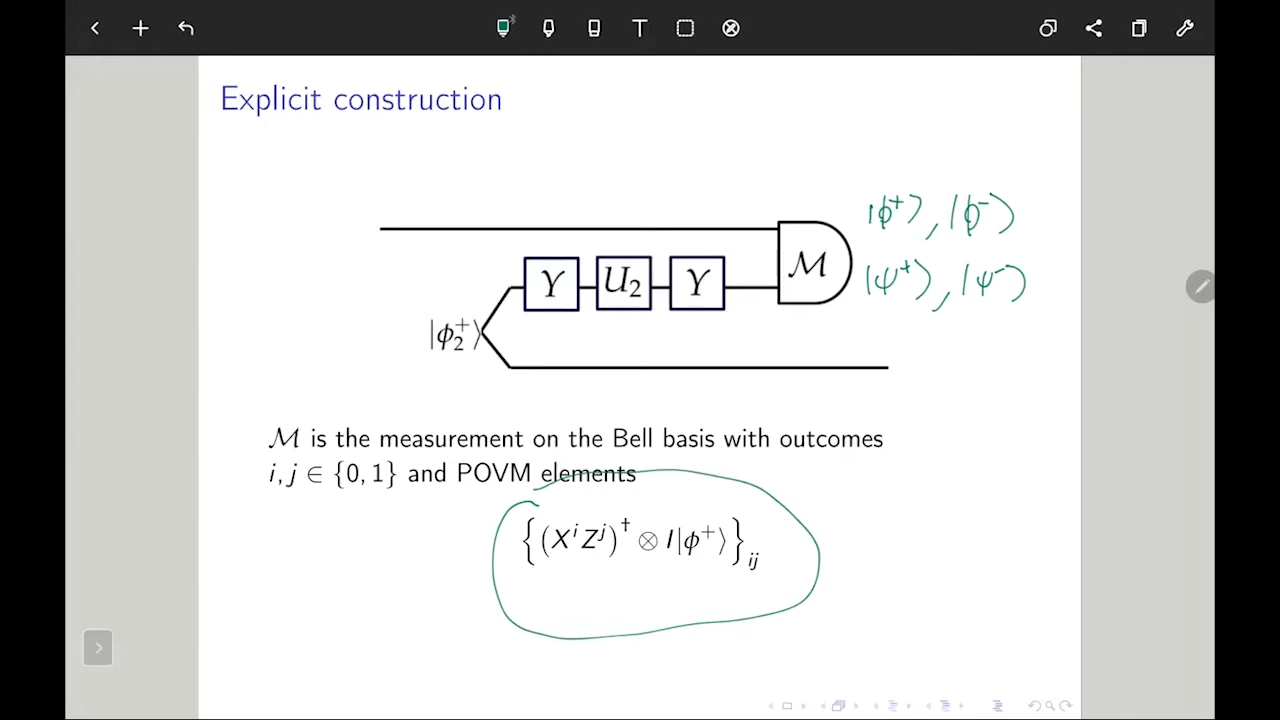 Explicit construction
|ϕ⁺⟩, |ϕ⁻⟩
Y U₂ Y ℳ |ψ⁺⟩, |ψ⁻⟩
|ϕ₂⁺⟩
ℳ is the measurement on the Bell basis with outcomes
i, j ∈ {0, 1} and POVM elements
{(XⁱZʲ)† ⊗ I|ϕ⁺⟩}ᵢⱼ